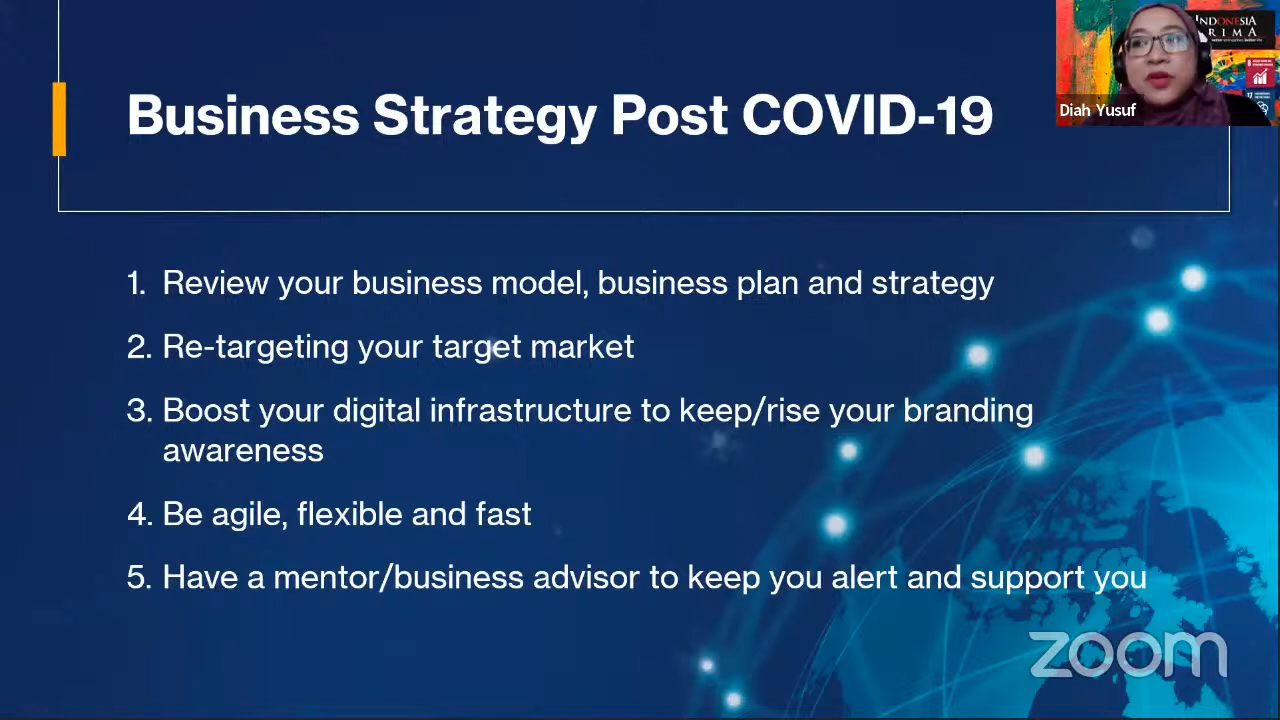 Business Strategy Post COVID-19
INDONESIA
RIMA
Diah Yusuf
1. Review your business model, business plan and strategy
2. Re-targeting your target market
3. Boost your digital infrastructure to keep/rise your branding
awareness
4. Be agile, flexible and fast
5. Have a mentor/business advisor to keep you alert and support you
zoom